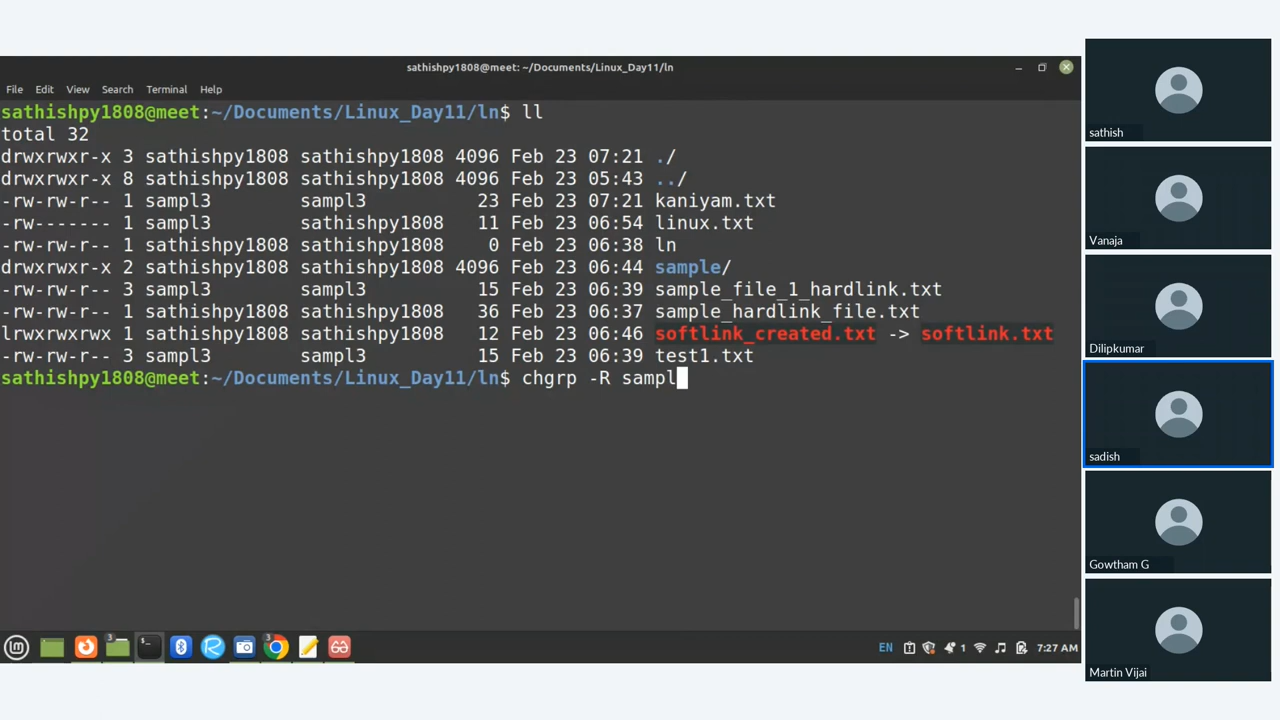 sathishpy1808@meet: ~/Documents/Linux_Day11/ln
File Edit View Search Terminal Help
sathishpy1808@meet:~/Documents/Linux_Day11/ln$ ll
total 32
drwxrwxr-x 3 sathishpy1808 sathishpy1808 4096 Feb 23 07:21 ./
drwxrwxr-x 8 sathishpy1808 sathishpy1808 4096 Feb 23 05:43 ../
-rw-rw-r-- 1 sampl3 sampl3 23 Feb 23 07:21 kaniyam.txt
-rw------- 1 sampl3 sathishpy1808 11 Feb 23 06:54 linux.txt
-rw-rw-r-- 1 sathishpy1808 sathishpy1808 0 Feb 23 06:38 ln
drwxrwxr-x 2 sathishpy1808 sathishpy1808 4096 Feb 23 06:44 sample/
-rw-rw-r-- 3 sampl3 sampl3 15 Feb 23 06:39 sample_file_1_hardlink.txt
-rw-rw-r-- 1 sathishpy1808 sathishpy1808 36 Feb 23 06:37 sample_hardlink_file.txt
lrwxrwxrwx 1 sathishpy1808 sathishpy1808 12 Feb 23 06:46 softlink_created.txt -> softlink.txt
-rw-rw-r-- 3 sampl3 sampl3 15 Feb 23 06:39 test1.txt
sathishpy1808@meet:~/Documents/Linux_Day11/ln$ chgrp -R sampl
3 3 EN 1 7:27 AM
sathish
Vanaja
Dilipkumar
sadish
Gowtham G
Martin Vijai